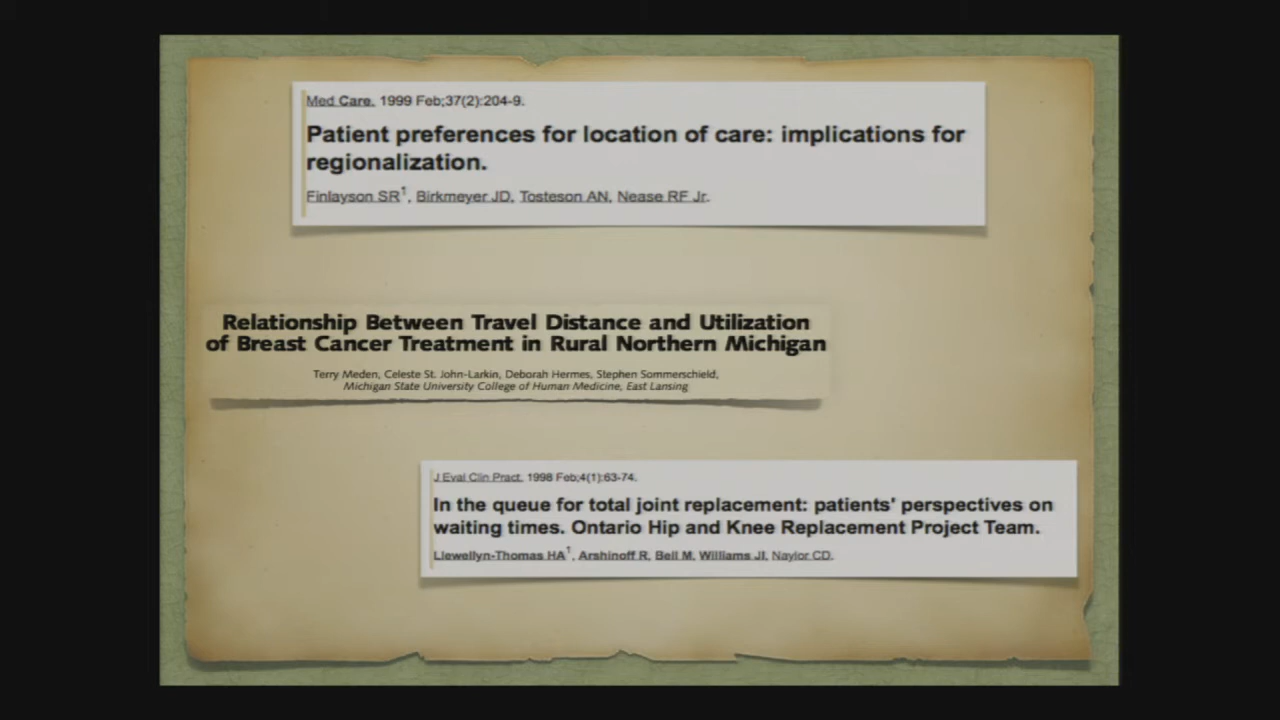 Med Care. 1999 Feb;37(2):204-9.
Patient preferences for location of care: implications for
regionalization.
Finlayson SR1, Birkmeyer JD, Tosteson AN, Nease RF Jr.
Relationship Between Travel Distance and Utilization
of Breast Cancer Treatment in Rural Northern Michigan
Terry Meden, Celeste St. John-Larkin, Deborah Hermes, Stephen Sommerschield,
Michigan State University College of Human Medicine, East Lansing
J Eval Clin Pract. 1998 Feb;4(1):63-74.
In the queue for total joint replacement: patients' perspectives on
waiting times. Ontario Hip and Knee Replacement Project Team.
Llewellyn-Thomas HA1, Arshinoff R, Bell M, Williams JI, Naylor CD.